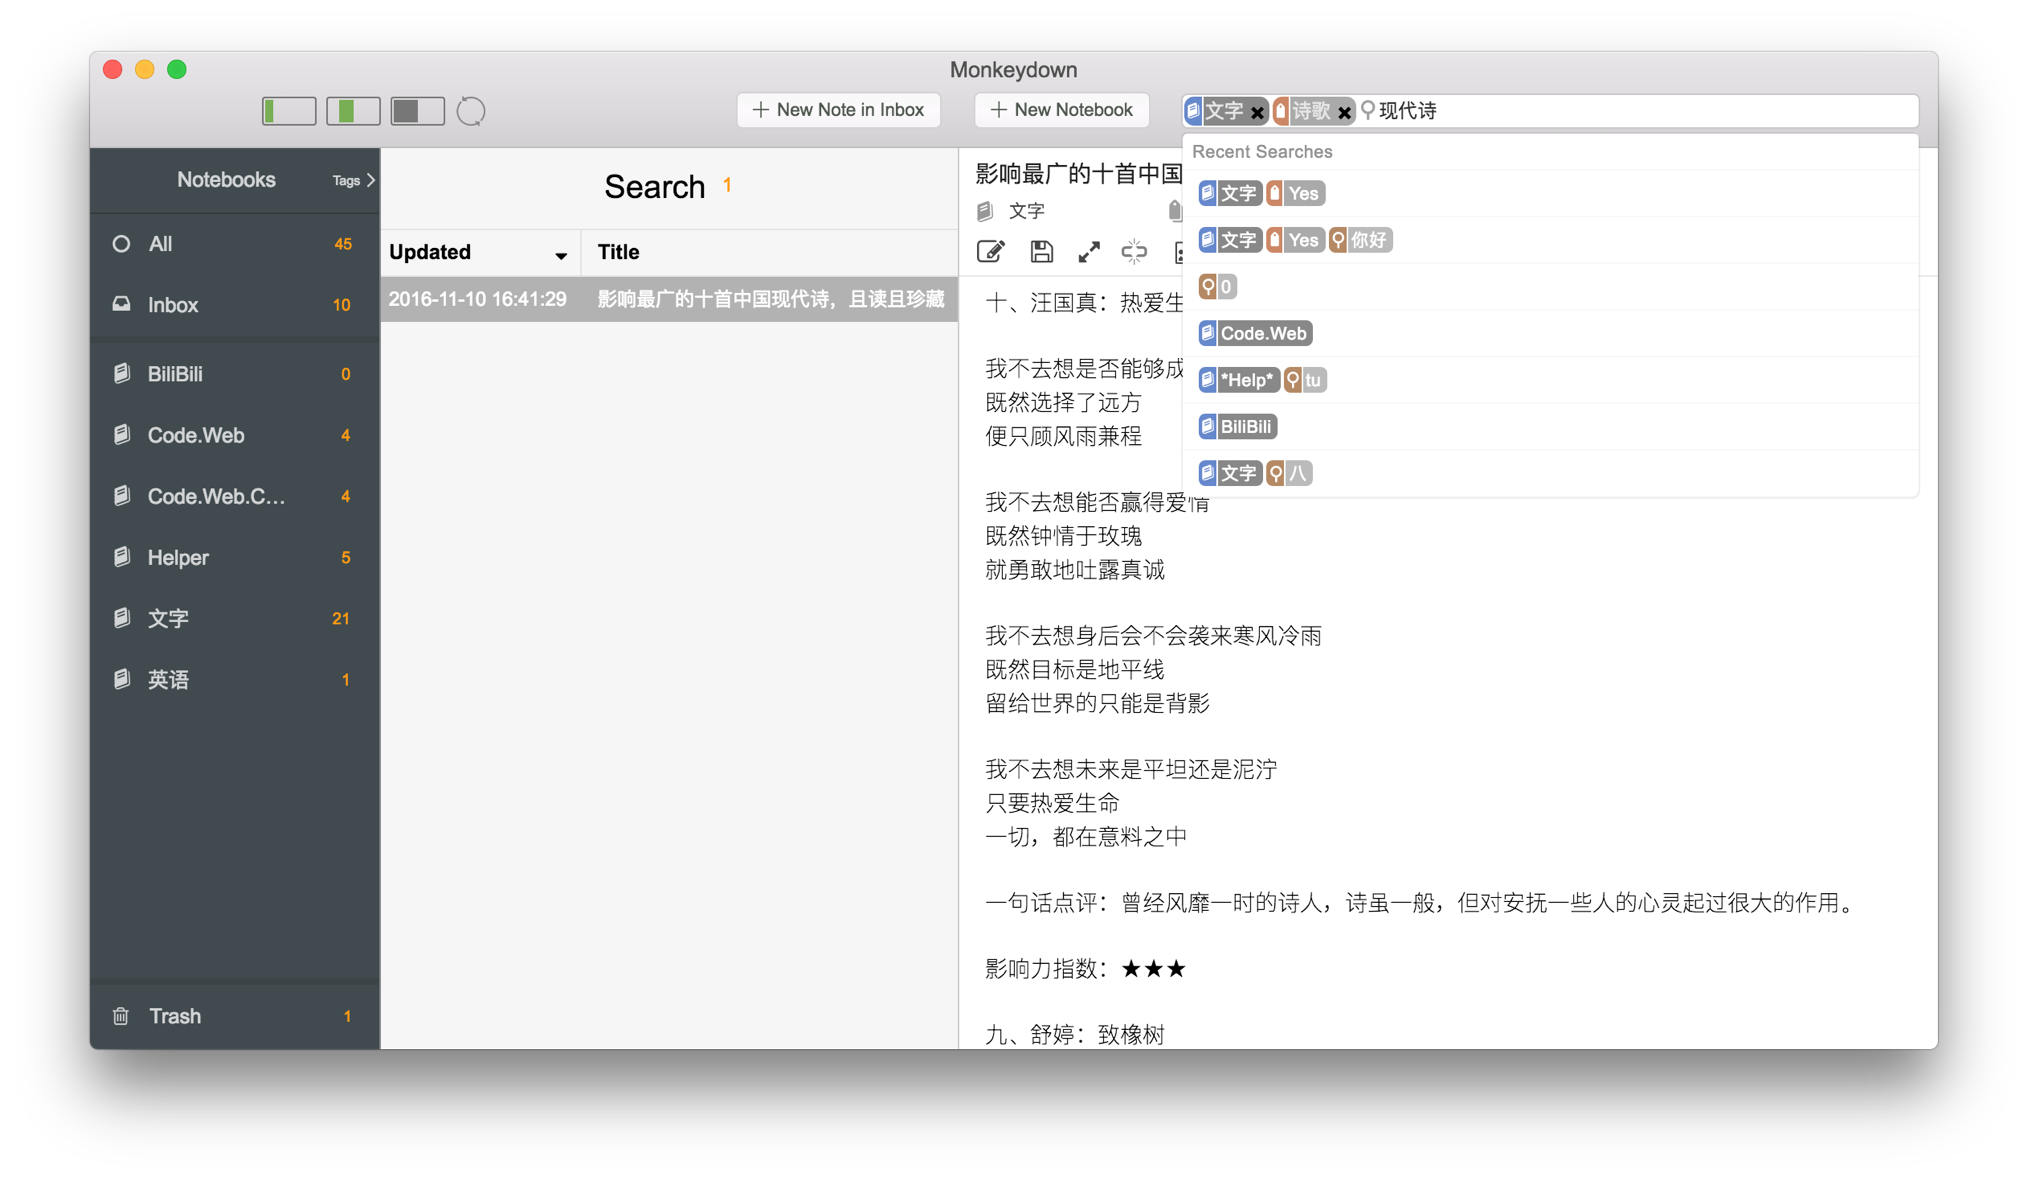 Monkeydown
New Note in Inbox
New Notebook
文字 诗歌 现代诗
Notebooks
Tags
All 45
Inbox 10
BiliBili 0
Code.Web 4
Code.Web.C... 4
Helper 5
文字 21
英语 1
Trash 1
Search 1
Updated Title
2016-11-10 16:41:29 影响最广的十首中国现代诗，且读且珍藏
影响最广的十首中国
文字
十、汪国真：热爱生
我不去想是否能够成
既然选择了远方
便只顾风雨兼程
我不去想能否赢得爱情
既然钟情于玫瑰
就勇敢地吐露真诚
我不去想身后会不会袭来寒风冷雨
既然目标是地平线
留给世界的只能是背影
我不去想未来是平坦还是泥泞
只要热爱生命
一切，都在意料之中
一句话点评：曾经风靡一时的诗人，诗虽一般，但对安抚一些人的心灵起过很大的作用。
影响力指数：★★★
九、舒婷：致橡树
Recent Searches
文字 Yes
文字 Yes 你好
0
Code.Web
*Help* tu
BiliBili
文字 八